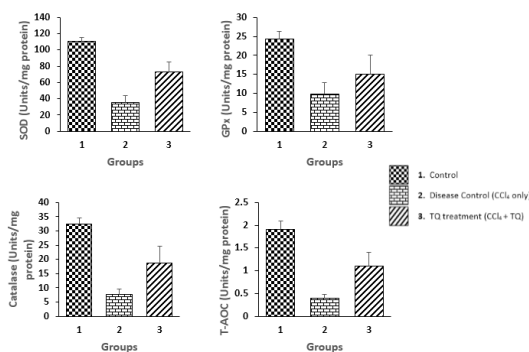 SOD (Units/mg protein)
140
120
100
80
60
40
20
0
1 2 3
Groups
GPx (Units/mg protein)
30
25
20
15
10
5
0
1 2 3
Groups
Catalase (Units/mg
protein)
40
35
30
25
20
15
10
5
0
1 2 3
Groups
T-AOC (Units/mg protein)
2.5
2
1.5
1
0.5
0
1 2 3
Groups
1. Control
2. Disease Control (CCl₄ only)
3. TQ treatment (CCl₄ + TQ)